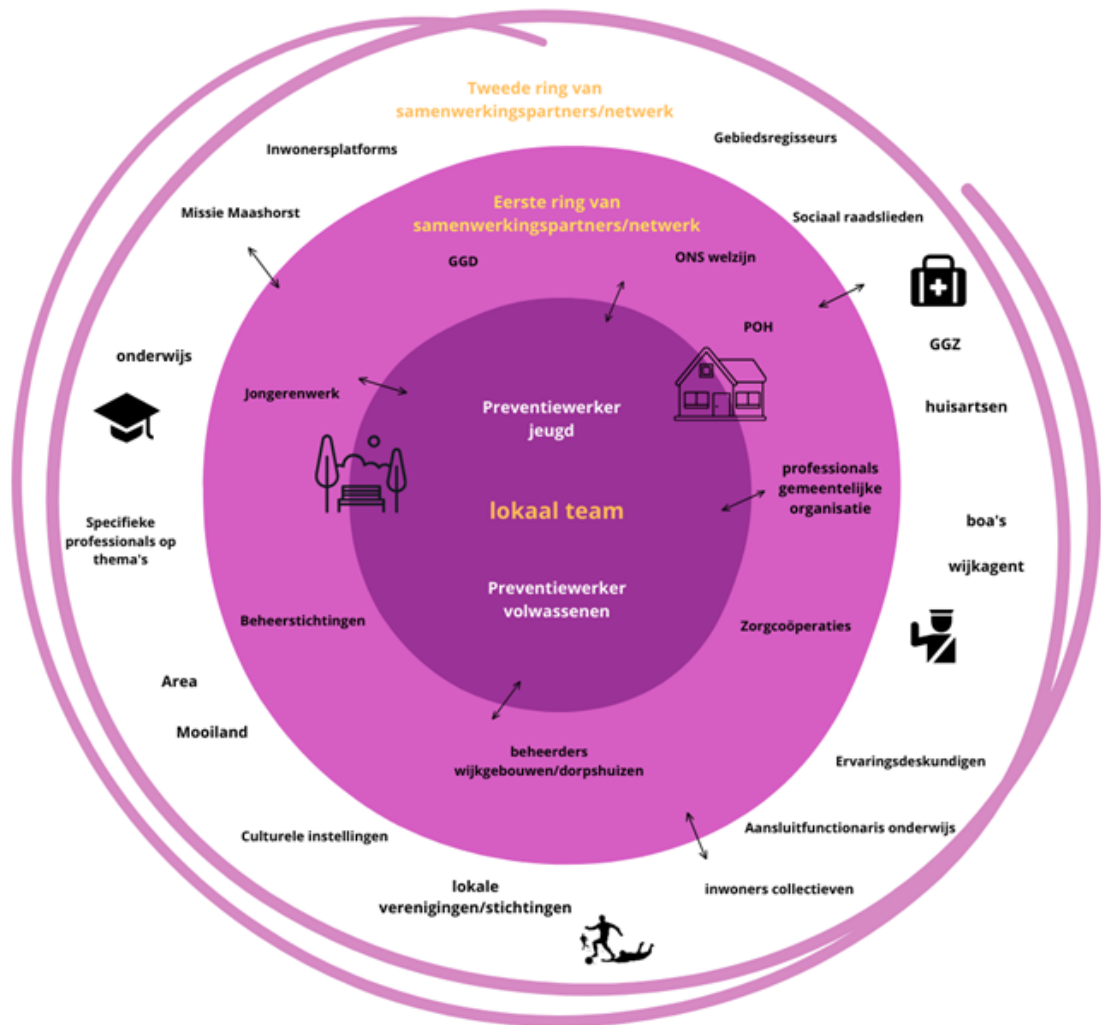 Tweede ring van
samenwerkingspartners/netwerk
Gebiedsregisseurs
Inwonersplatforms
Missie Maashorst
Sociaal raadslieden
Eerste ring van
samenwerkingspartners/netwerk
GGD
ONS welzijn
POH
GGZ
onderwijs
Jongerenwerk
huisartsen
Preventiewerker
jeugd
professionals
gemeentelijke
organisatie
lokaal team
Specifieke
professionals op
thema's
boa's
wijkagent
Preventiewerker
volwassenen
Beheerstichtingen
Zorgcoöperaties
Area
Mooiland
beheerders
wijkgebouwen/dorpshuizen
Ervaringsdeskundigen
Culturele instellingen
Aansluitfunctionaris onderwijs
lokale
verenigingen/stichtingen
inwoners collectieven